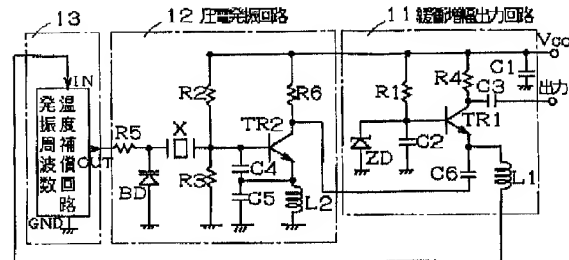 13
12 圧電発振回路
11 緩衝増幅出力回路
VCC
IN
発振周波数
温度補償回路
OUT
GND
R5
BD
X
R2
R3
R6
TR2
C4
C5
L2
R1
ZD
C2
R4
TR1
C3
C1
出力
C6
L1